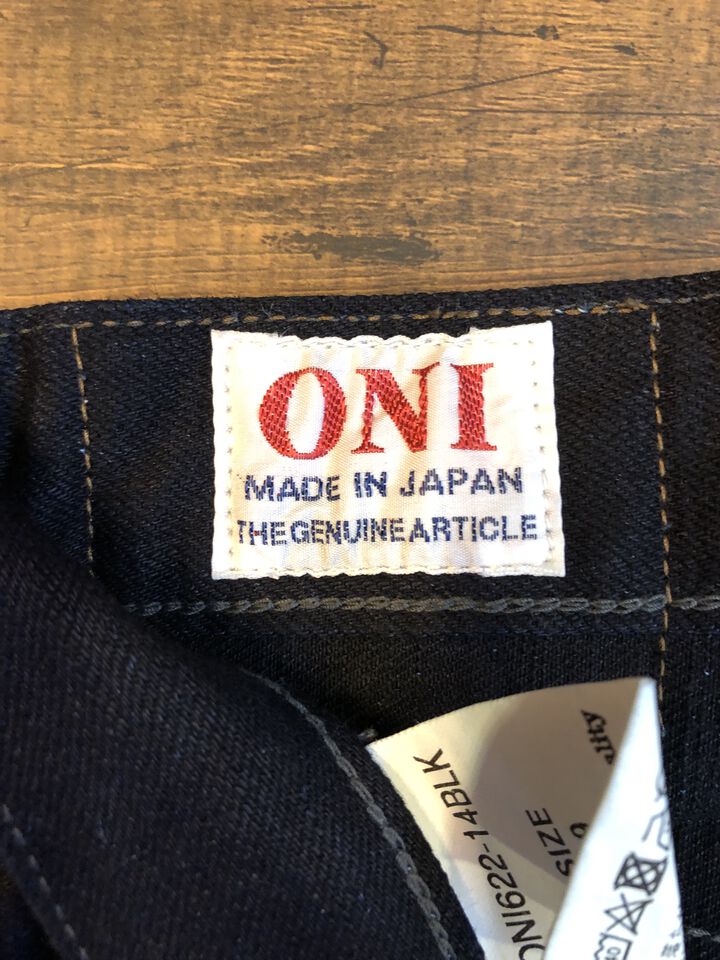 ONI
MADE IN JAPAN
THE GENUINE ARTICLE
ONI622-14BLK
SIZE